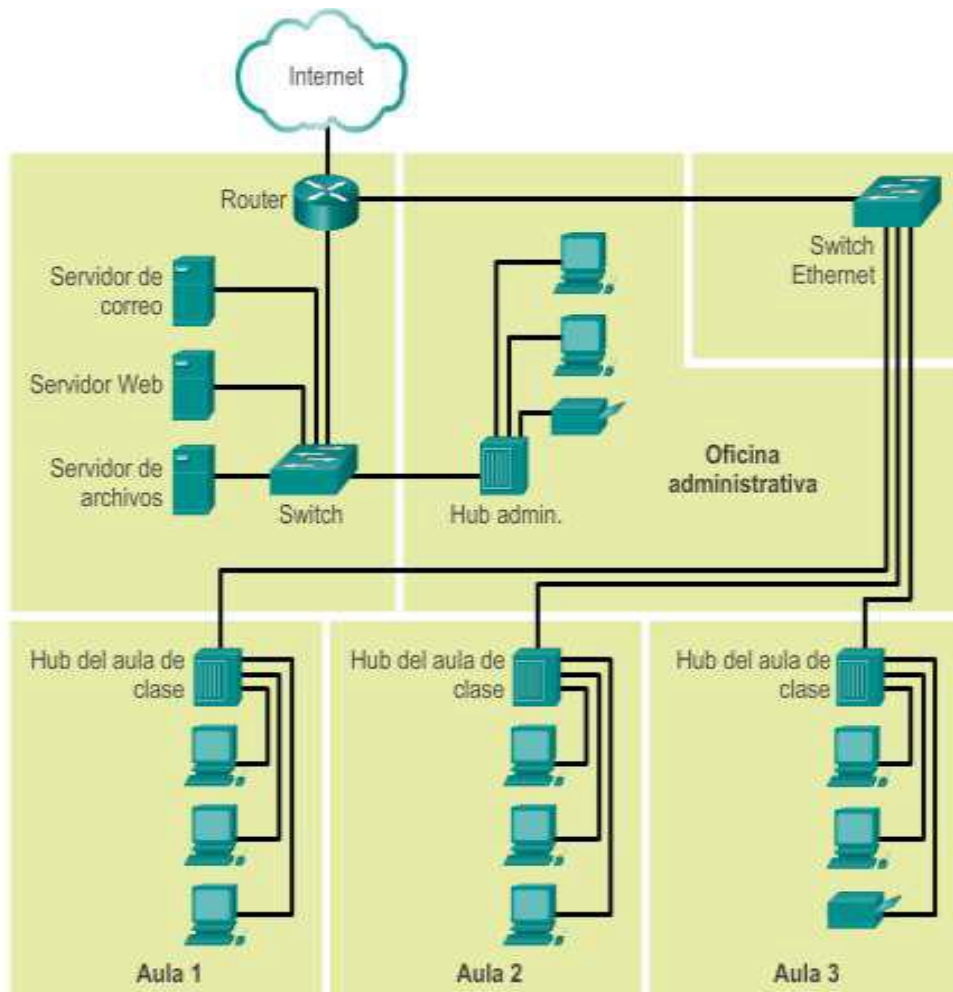 Internet
Router
Switch
Ethernet
Servidor de
correo
Servidor Web
Servidor de
archivos
Switch
Hub admin.
Oficina
administrativa
Hub del aula de
clase
Hub del aula de
clase
Hub del aula de
clase
Aula 1
Aula 2
Aula 3